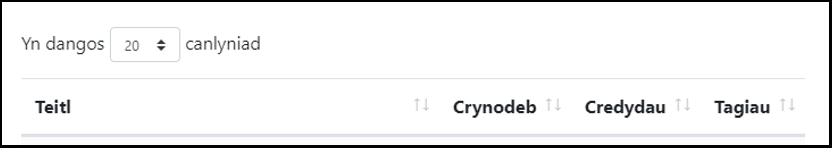 Yn dangos 20 canlyniad
Teitl Crynodeb Credydau Tagiau